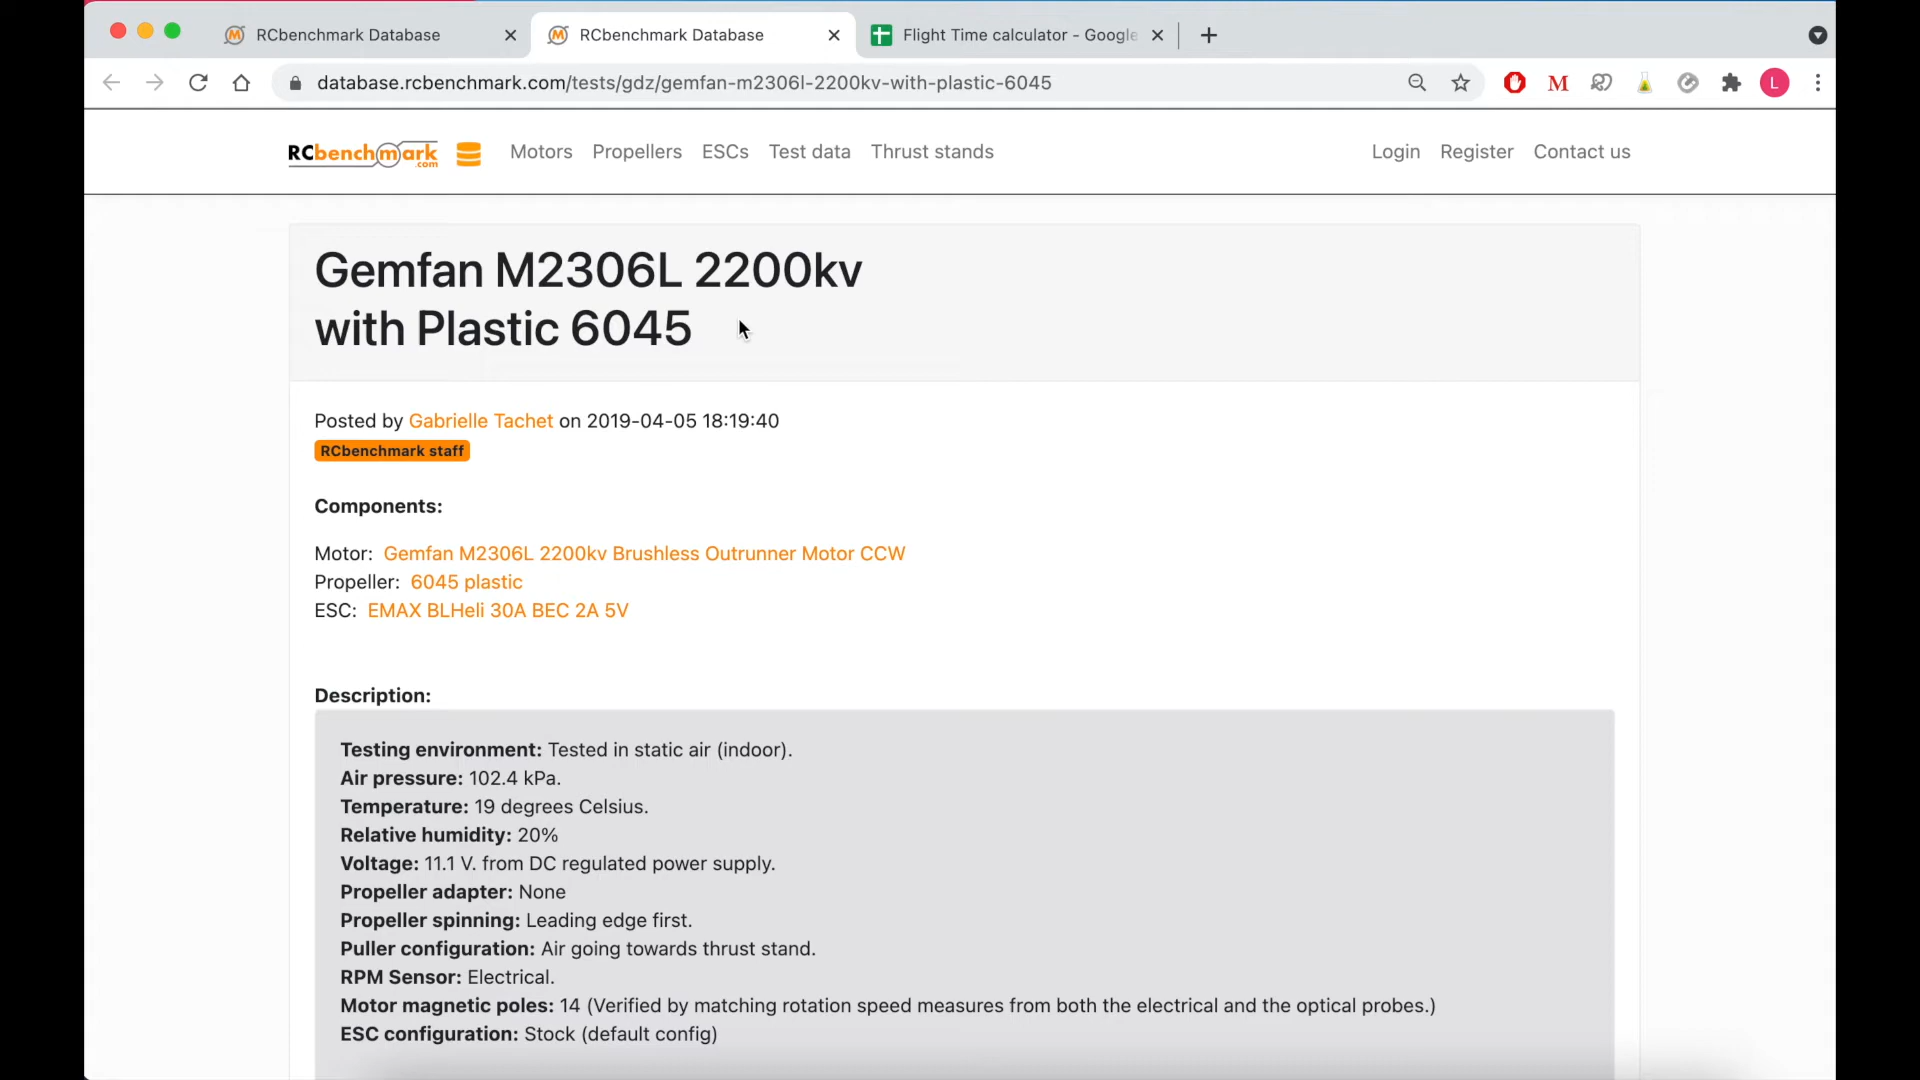 RCbenchmark Database
RCbenchmark Database
Flight Time calculator - Google
database.rcbenchmark.com/tests/gdz/gemfan-m2306l-2200kv-with-plastic-6045
M
L
RCbenchmark
.com
Motors
Propellers
ESCs
Test data
Thrust stands
Login
Register
Contact us
Gemfan M2306L 2200kv
with Plastic 6045
Posted by Gabrielle Tachet on 2019-04-05 18:19:40
RCbenchmark staff
Components:
Motor: Gemfan M2306L 2200kv Brushless Outrunner Motor CCW
Propeller: 6045 plastic
ESC: EMAX BLHeli 30A BEC 2A 5V
Description:
Testing environment: Tested in static air (indoor).
Air pressure: 102.4 kPa.
Temperature: 19 degrees Celsius.
Relative humidity: 20%
Voltage: 11.1 V. from DC regulated power supply.
Propeller adapter: None
Propeller spinning: Leading edge first.
Puller configuration: Air going towards thrust stand.
RPM Sensor: Electrical.
Motor magnetic poles: 14 (Verified by matching rotation speed measures from both the electrical and the optical probes.)
ESC configuration: Stock (default config)